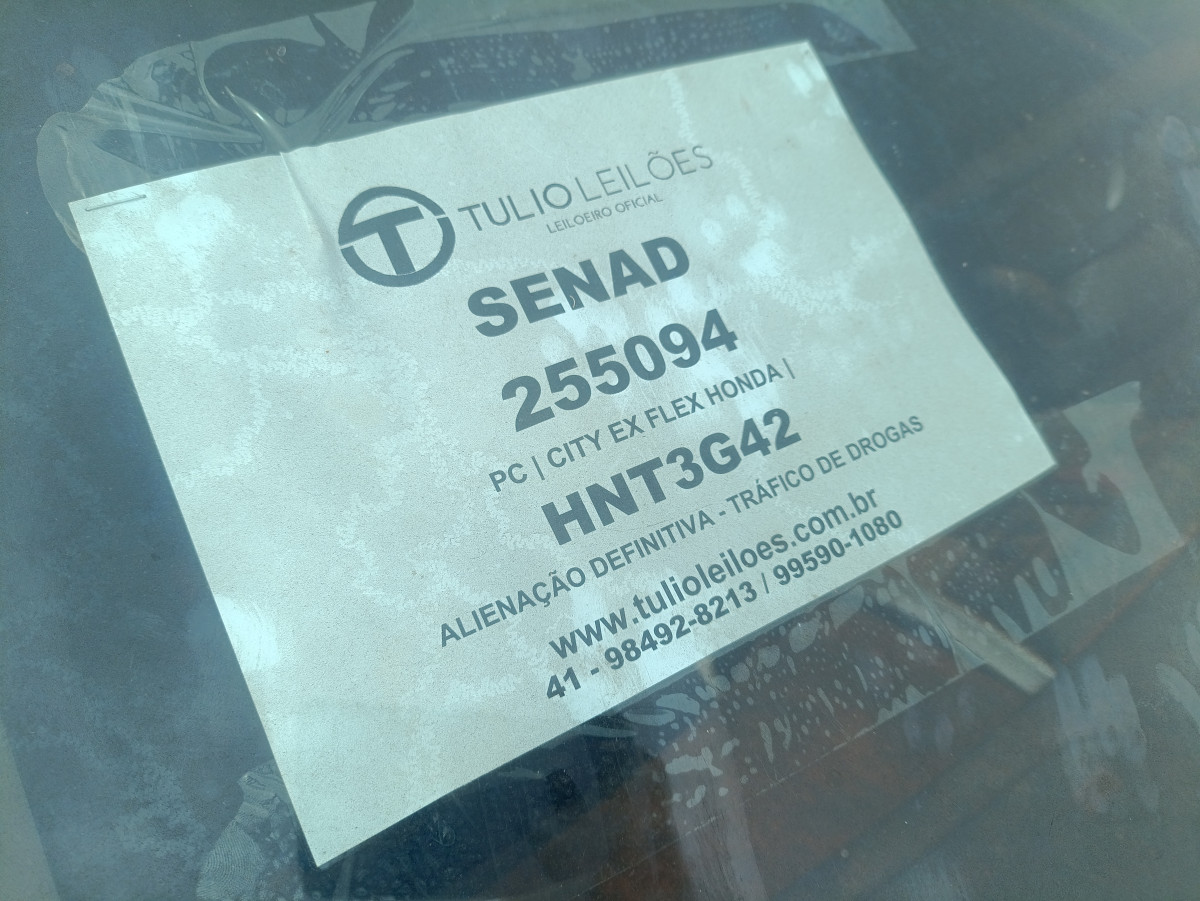 TULIO LEILÕES
LEILOEIRO OFICIAL
SENAD
255094
PC | CITY EX FLEX HONDA |
HNT3G42
ALIENAÇÃO DEFINITIVA - TRÁFICO DE DROGAS
www.tulioleiloes.com.br
41 - 98492-8213 / 99590-1080